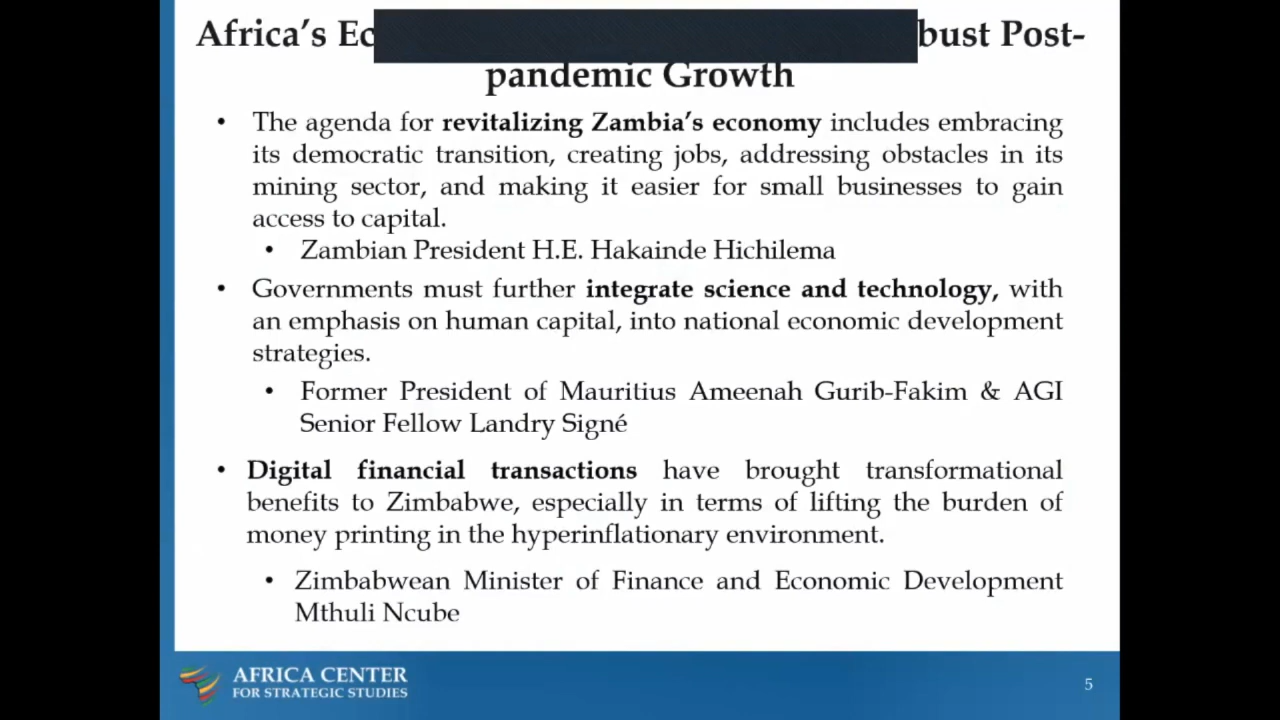 Africa's Ec bust Post-
pandemic Growth
• The agenda for revitalizing Zambia's economy includes embracing
its democratic transition, creating jobs, addressing obstacles in its
mining sector, and making it easier for small businesses to gain
access to capital.
• Zambian President H.E. Hakainde Hichilema
• Governments must further integrate science and technology, with
an emphasis on human capital, into national economic development
strategies.
• Former President of Mauritius Ameenah Gurib-Fakim & AGI
Senior Fellow Landry Signé
• Digital financial transactions have brought transformational
benefits to Zimbabwe, especially in terms of lifting the burden of
money printing in the hyperinflationary environment.
• Zimbabwean Minister of Finance and Economic Development
Mthuli Ncube
AFRICA CENTER
FOR STRATEGIC STUDIES
5